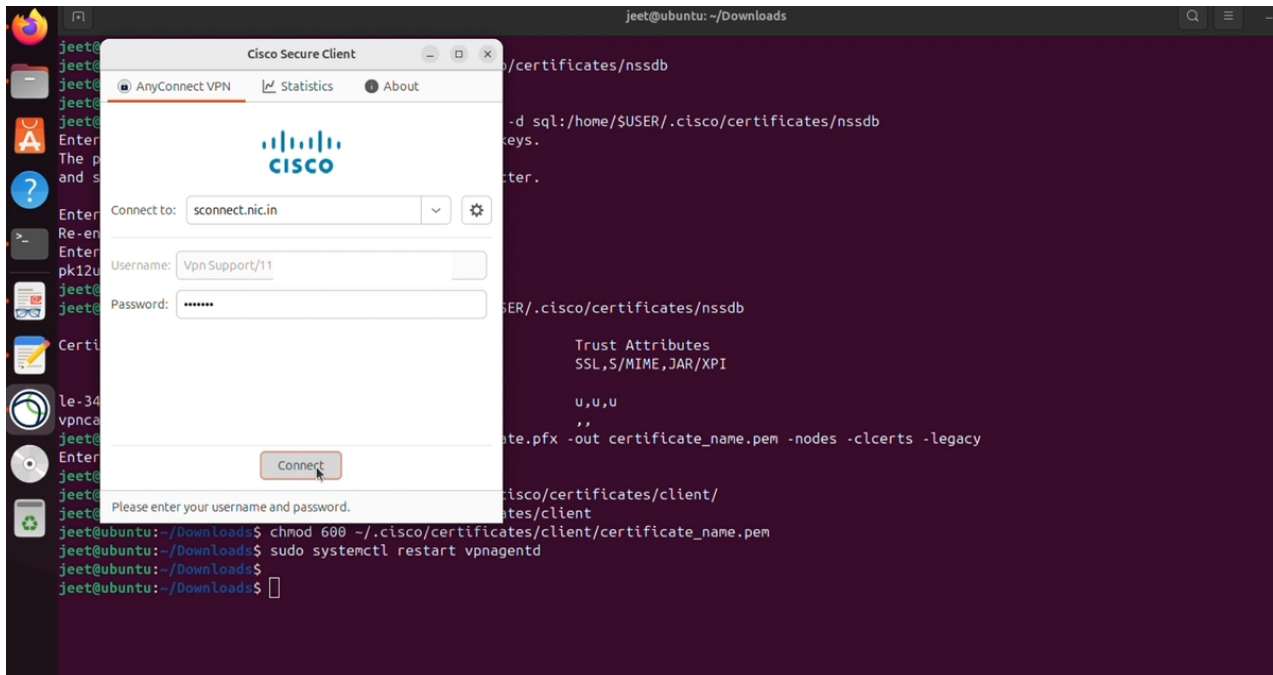 jeet@ubuntu: ~/Downloads
Cisco Secure Client
AnyConnect VPN Statistics About
CISCO
Connect to: sconnect.nic.in
Username: Vpn Support/11
Password: •••••••
Connect
Please enter your username and password.
jeet@
jeet@ /certificates/nssdb
jeet@
jeet@
jeet@ -d sql:/home/$USER/.cisco/certificates/nssdb
Enter keys.
The p
and s cter.
Enter
Re-en
Enter
pk12u
jeet@
jeet@ SER/.cisco/certificates/nssdb
Certi Trust Attributes
SSL,S/MIME,JAR/XPI
le-34 u,u,u
vpnca ,,
jeet@ ate.pfx -out certificate_name.pem -nodes -clcerts -legacy
Enter
jeet@
jeet@ cisco/certificates/client/
jeet@ ates/client
jeet@ubuntu:~/Downloads$ chmod 600 ~/.cisco/certificates/client/certificate_name.pem
jeet@ubuntu:~/Downloads$ sudo systemctl restart vpnagentd
jeet@ubuntu:~/Downloads$
jeet@ubuntu:~/Downloads$